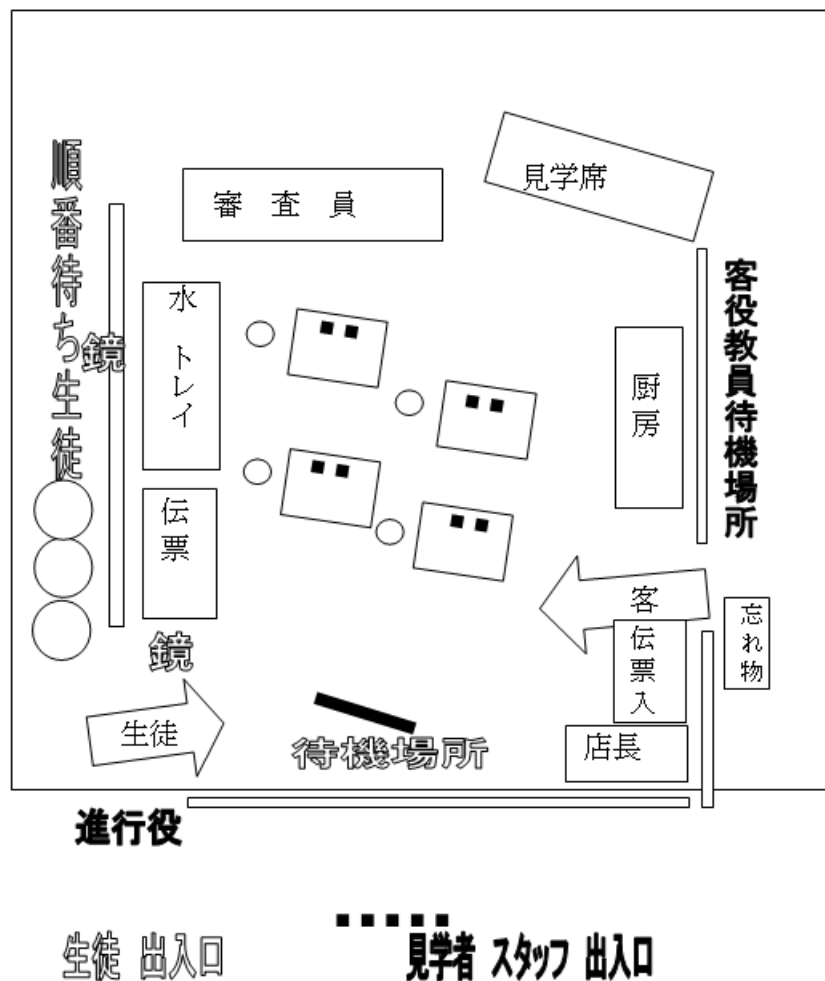 見学席
審査員
順番待ち生徒
鏡
水 トレイ
客役教員待機場所
厨房
伝票
客
忘れ物
伝票入
鏡
生徒
待機場所
店長
進行役
生徒 出入口
見学者 スタッフ 出入口